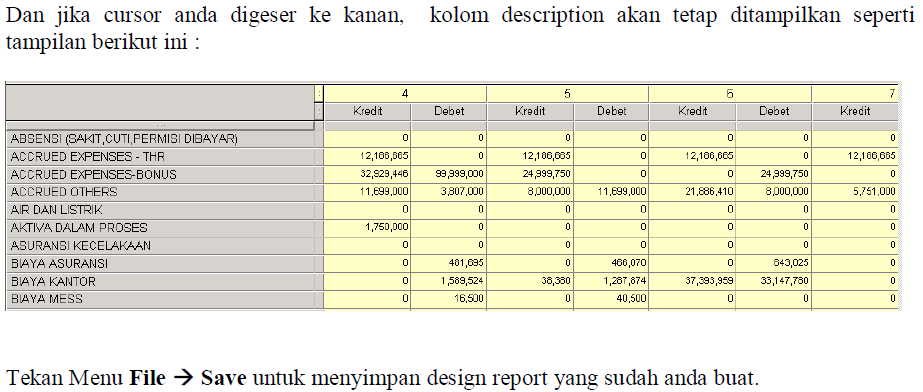 Dan jika cursor anda digeser ke kanan, kolom description akan tetap ditampilkan seperti
tampilan berikut ini :
4 5 6 7
Kredit Debet Kredit Debet Kredit Debet Kredit
...
ABSENSI (SAKIT,CUTI,PERMISI DIBAYAR) 0 0 0 0 0 0 0
ACCRUED EXPENSES - THR 12,166,665 0 12,166,665 0 12,166,665 0 12,166,665
ACCRUED EXPENSES-BONUS 32,929,446 99,999,000 24,999,750 0 0 24,999,750 0
ACCRUED OTHERS 11,699,000 3,807,000 8,000,000 11,699,000 21,886,410 8,000,000 5,751,000
AIR DAN LISTRIK 0 0 0 0 0 0 0
AKTIVA DALAM PROSES 1,750,000 0 0 0 0 0 0
ASURANSI KECELAKAAN 0 0 0 0 0 0 0
BIAYA ASURANSI 0 481,695 0 466,070 0 643,025 0
BIAYA KANTOR 0 1,589,524 38,380 1,287,874 37,393,959 33,147,780 0
BIAYA MESS 0 16,500 0 40,500 0 0 0
Tekan Menu File → Save untuk menyimpan design report yang sudah anda buat.